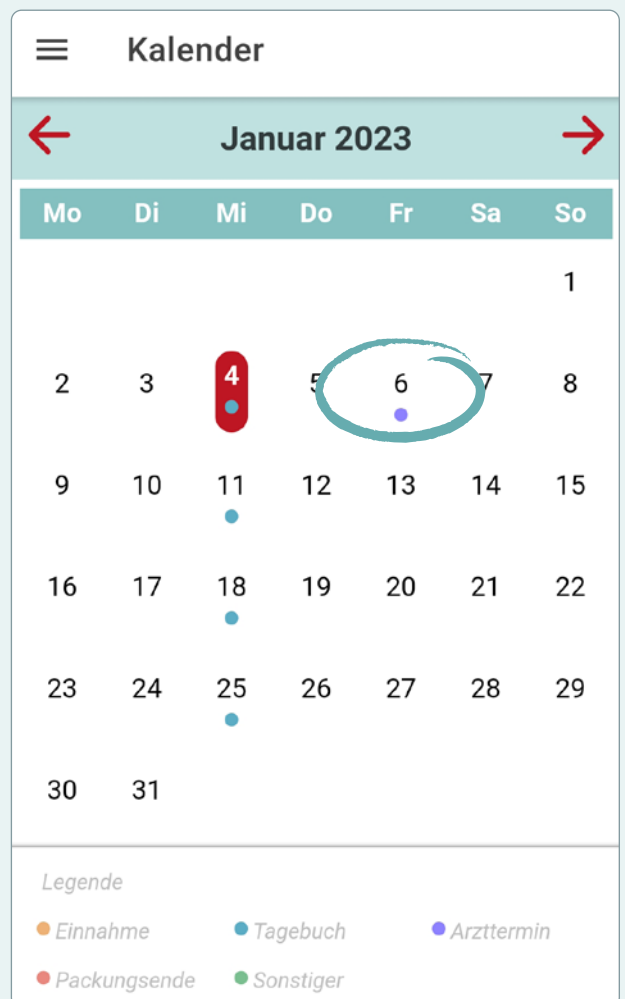 Kalender
Januar 2023
Mo Di Mi Do Fr Sa So
1
2 3 4 5 6 7 8
9 10 11 12 13 14 15
16 17 18 19 20 21 22
23 24 25 26 27 28 29
30 31
Legende
Einnahme Tagebuch Arzttermin
Packungsende Sonstiger